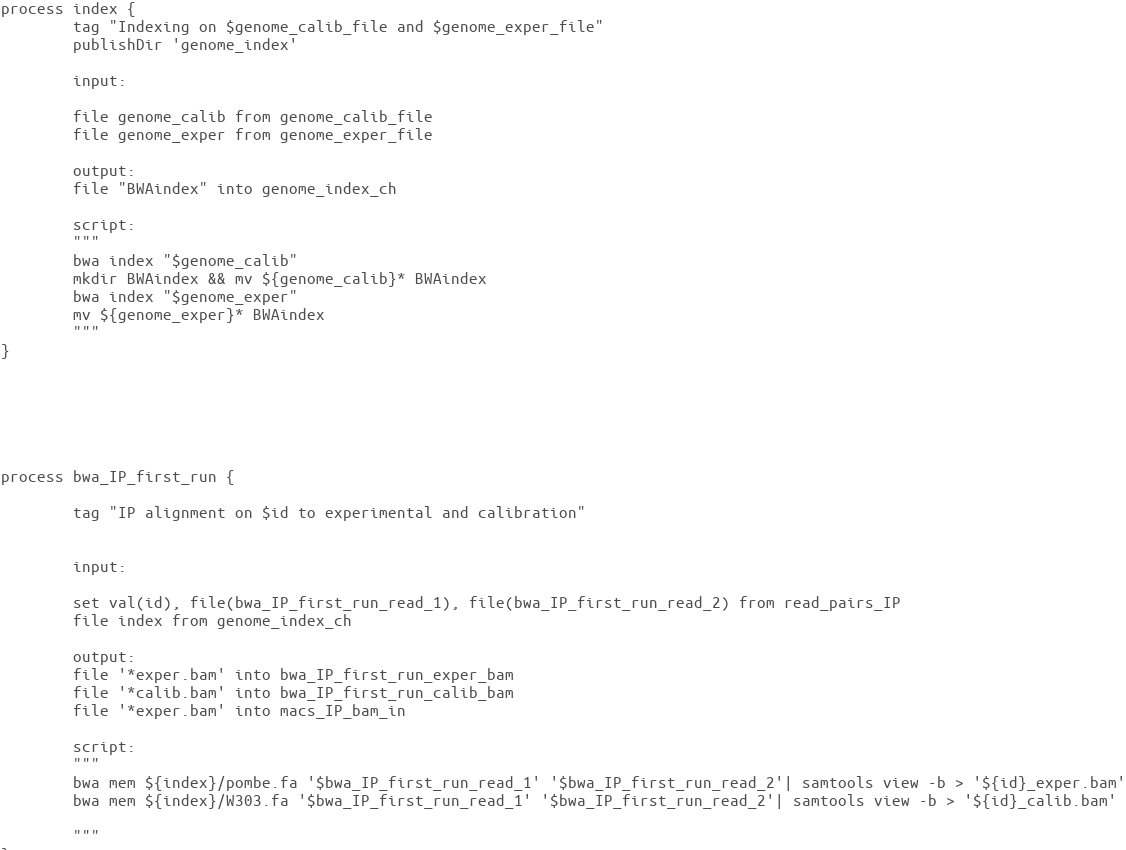 process index {
tag "Indexing on $genome_calib_file and $genome_exper_file"
publishDir 'genome_index'
input:
file genome_calib from genome_calib_file
file genome_exper from genome_exper_file
output:
file "BWAindex" into genome_index_ch
script:
"""
bwa index "$genome_calib"
mkdir BWAindex && mv ${genome_calib}* BWAindex
bwa index "$genome_exper"
mv ${genome_exper}* BWAindex
"""
}
process bwa_IP_first_run {
tag "IP alignment on $id to experimental and calibration"
input:
set val(id), file(bwa_IP_first_run_read_1), file(bwa_IP_first_run_read_2) from read_pairs_IP
file index from genome_index_ch
output:
file '*exper.bam' into bwa_IP_first_run_exper_bam
file '*calib.bam' into bwa_IP_first_run_calib_bam
file '*exper.bam' into macs_IP_bam_in
script:
"""
bwa mem ${index}/pombe.fa '$bwa_IP_first_run_read_1' '$bwa_IP_first_run_read_2'| samtools view -b > '${id}_exper.bam'
bwa mem ${index}/W303.fa '$bwa_IP_first_run_read_1' '$bwa_IP_first_run_read_2'| samtools view -b > '${id}_calib.bam'
"""
}